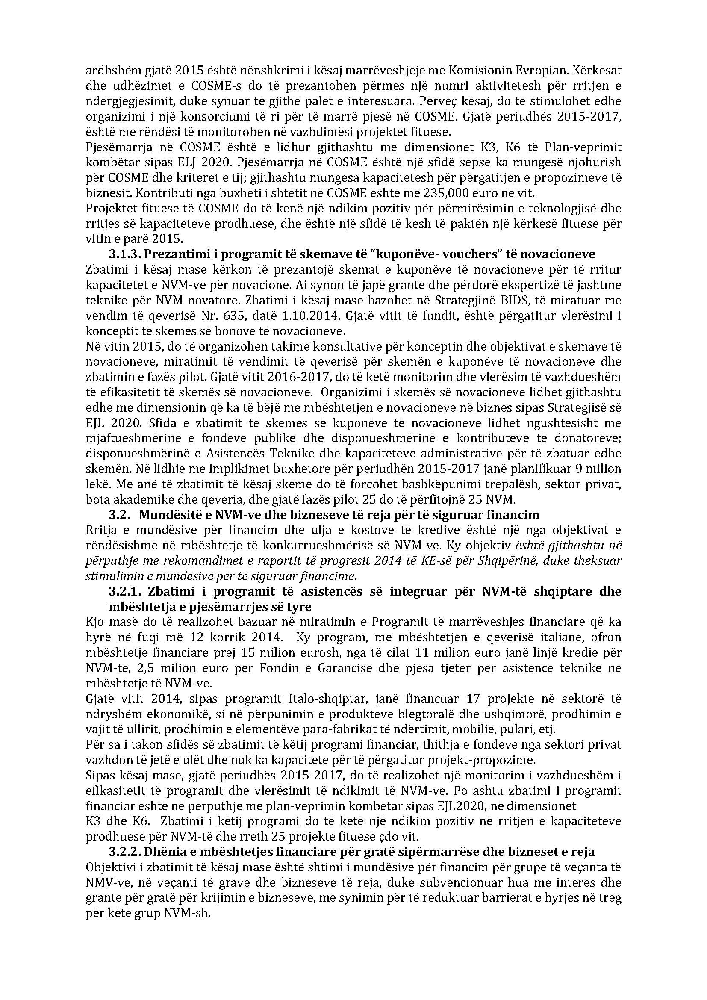 ardhshëm gjatë 2015 është nënshkrimi i kësaj marrëveshjeje me Komisionin Evropian. Kërkesat
dhe udhëzimet e COSME-s do të prezantohen përmes një numri aktivitetesh për rritjen e
ndërgjegjësimit, duke synuar të gjithë palët e interesuara. Përveç kësaj, do të stimulohet edhe
organizimi i një konsorciumi të ri për të marrë pjesë në COSME. Gjatë periudhës 2015-2017,
është me rëndësi të monitorohen në vazhdimësi projektet fituese.
Pjesëmarrja në COSME është e lidhur gjithashtu me dimensionet K3, K6 të Plan-veprimit
kombëtar sipas ELJ 2020. Pjesëmarrja në COSME është një sfidë sepse ka mungesë njohurish
për COSME dhe kriteret e tij; gjithashtu mungesa kapacitetesh për përgatitjen e propozimeve të
biznesit. Kontributi nga buxheti i shtetit në COSME është me 235,000 euro në vit.
Projektet fituese të COSME do të kenë një ndikim pozitiv për përmirësimin e teknologjisë dhe
rritjes së kapaciteteve prodhuese, dhe është një sfidë të kesh të paktën një kërkesë fituese për
vitin e parë 2015.
3.1.3. Prezantimi i programit të skemave të “kuponëve- vouchers” të novacioneve
Zbatimi i kësaj mase kërkon të prezantojë skemat e kuponëve të novacioneve për të rritur
kapacitetet e NVM-ve për novacione. Ai synon të japë grante dhe përdorë ekspertizë të jashtme
teknike për NVM novatore. Zbatimi i kësaj mase bazohet në Strategjinë BIDS, të miratuar me
vendim të qeverisë Nr. 635, datë 1.10.2014. Gjatë vitit të fundit, është përgatitur vlerësimi i
konceptit të skemës së bonove të novacioneve.
Në vitin 2015, do të organizohen takime konsultative për konceptin dhe objektivat e skemave të
novacioneve, miratimit të vendimit të qeverisë për skemën e kuponëve të novacioneve dhe
zbatimin e fazës pilot. Gjatë vitit 2016-2017, do të ketë monitorim dhe vlerësim të vazhdueshëm
të efikasitetit të skemës së novacioneve.  Organizimi i skemës së novacioneve lidhet gjithashtu
edhe me dimensionin që ka të bëjë me mbështetjen e novacioneve në biznes sipas Strategjisë së
EJL 2020. Sfida e zbatimit të skemës së kuponëve të novacioneve lidhet ngushtësisht me
mjaftueshmërinë e fondeve publike dhe disponueshmërinë e kontributeve të donatorëve;
disponueshmërinë e Asistencës Teknike dhe kapaciteteve administrative për të zbatuar edhe
skemën. Në lidhje me implikimet buxhetore për periudhën 2015-2017 janë planifikuar 9 milion
lekë. Me anë të zbatimit të kësaj skeme do të forcohet bashkëpunimi trepalësh, sektor privat,
bota akademike dhe qeveria, dhe gjatë fazës pilot 25 do të përfitojnë 25 NVM.
3.2.   Mundësitë e NVM-ve dhe bizneseve të reja për të siguruar financim
Rritja e mundësive për financim dhe ulja e kostove të kredive është një nga objektivat e
rëndësishme në mbështetje të konkurrueshmërisë së NVM-ve. Ky objektiv është gjithashtu në
përputhje me rekomandimet e raportit të progresit 2014 të KE-së për Shqipërinë, duke theksuar
stimulimin e mundësive për të siguruar financime.
3.2.1. Zbatimi i programit të asistencës së integruar për NVM-të shqiptare dhe
mbështetja e pjesëmarrjes së tyre
Kjo masë do të realizohet bazuar në miratimin e Programit të marrëveshjes financiare që ka
hyrë në fuqi më 12 korrik 2014.  Ky program, me mbështetjen e qeverisë italiane, ofron
mbështetje financiare prej 15 milion eurosh, nga të cilat 11 milion euro janë linjë kredie për
NVM-të, 2,5 milion euro për Fondin e Garancisë dhe pjesa tjetër për asistencë teknike në
mbështetje të NVM-ve.
Gjatë vitit 2014, sipas programit Italo-shqiptar, janë financuar 17 projekte në sektorë të
ndryshëm ekonomikë, si në përpunimin e produkteve blegtoralë dhe ushqimorë, prodhimin e
vajit të ullirit, prodhimin e elementëve para-fabrikat të ndërtimit, mobilie, pulari, etj.
Për sa i takon sfidës së zbatimit të këtij programi financiar, thithja e fondeve nga sektori privat
vazhdon të jetë e ulët dhe nuk ka kapacitete për të përgatitur projekt-propozime.
Sipas kësaj mase, gjatë periudhës 2015-2017, do të realizohet një monitorim i vazhdueshëm i
efikasitetit të programit dhe vlerësimit të ndikimit të NVM-ve. Po ashtu zbatimi i programit
financiar është në përputhje me plan-veprimin kombëtar sipas EJL2020, në dimensionet
K3 dhe K6.  Zbatimi i këtij programi do të ketë një ndikim pozitiv në rritjen e kapaciteteve
prodhuese për NVM-të dhe rreth 25 projekte fituese çdo vit.
3.2.2. Dhënia e mbështetjes financiare për gratë sipërmarrëse dhe bizneset e reja
Objektivi i zbatimit të kësaj mase është shtimi i mundësive për financim për grupe të veçanta të
NMV-ve, në veçanti të grave dhe bizneseve të reja, duke subvencionuar hua me interes dhe
grante për gratë për krijimin e bizneseve, me synimin për të reduktuar barrierat e hyrjes në treg
për këtë grup NVM-sh.